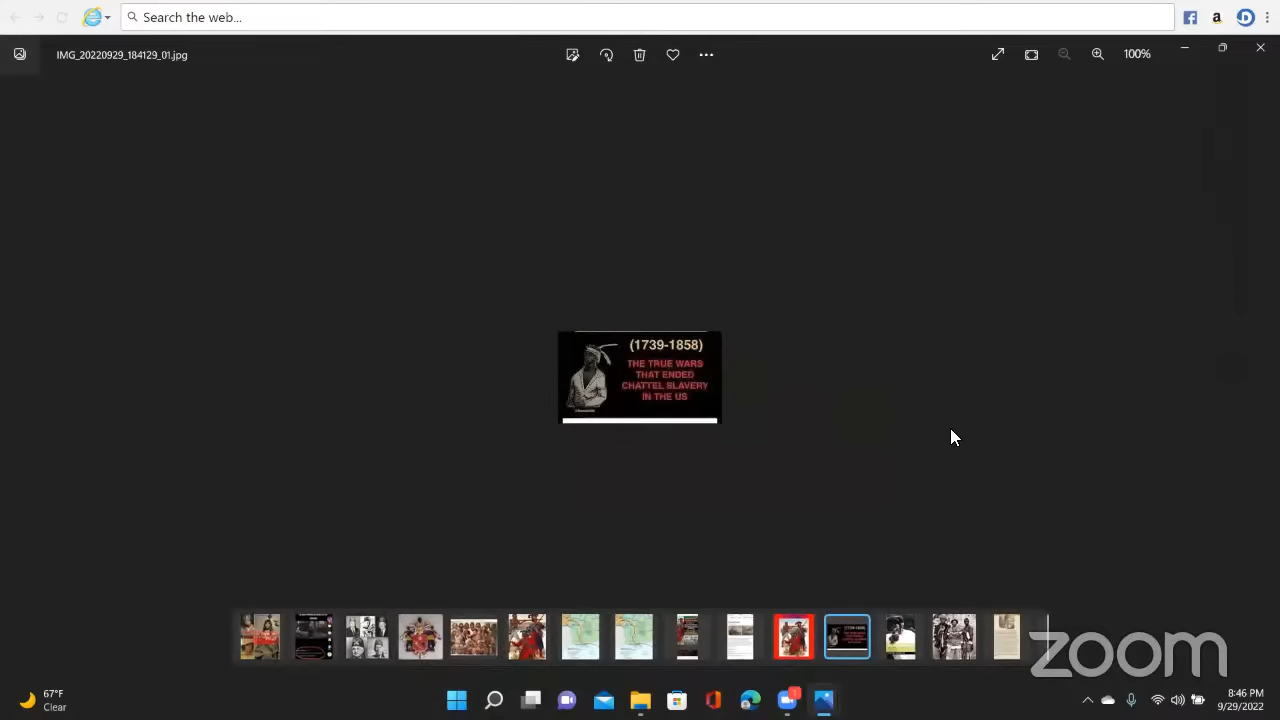 Search the web...
IMG_20220929_184129_01.jpg
100%
(1739-1858)
THE TRUE WARS
THAT ENDED
CHATTEL SLAVERY
IN THE US
zoom
67°F
Clear
1
8:46 PM
9/29/2022